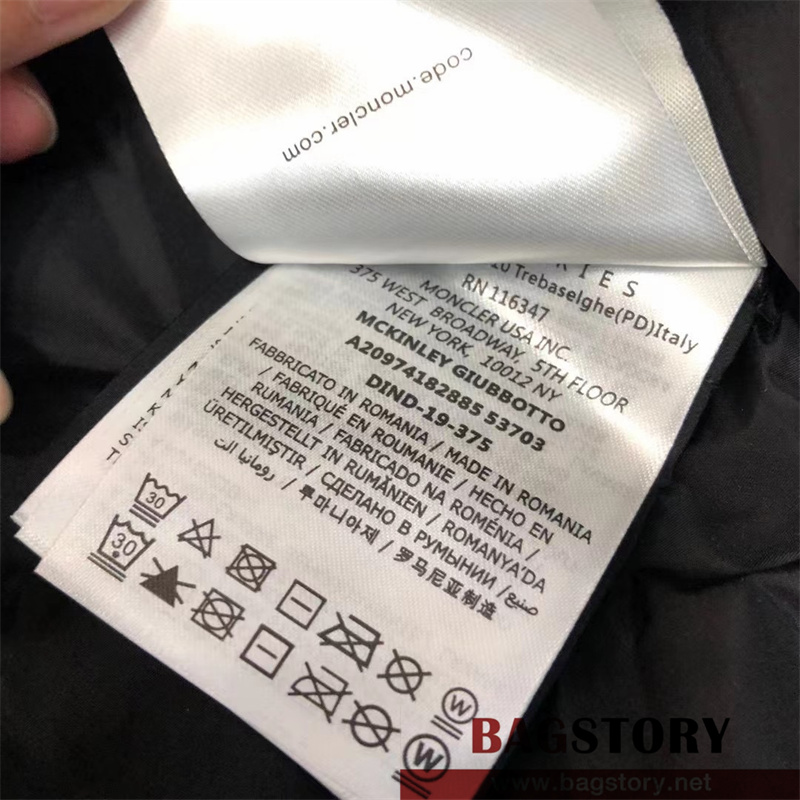 code.moncler.com
RIES
10 Trebaselghe(PD)Italy
RN 116347
MONCLER USA INC.
375 WEST BROADWAY, 5TH FLOOR
NEW YORK, 10012 NY
MCKINLEY GIUBBOTTO
A20974182885 53703
DIND-19-375
FABBRICATO IN ROMANIA / MADE IN ROMANIA
/ FABRIQUÉ EN ROUMANIE / HECHO EN
RUMANIA / FABRICADO NA ROMÉNIA /
HERGESTELLT IN RUMÄNIEN / ROMANYA'DA
ÜRETILMIŞTIR / СДЕЛАНО В РУМЫНИИ / صنع
رومانيا الت / 루마니아제 / 罗马尼亚制造
30
W
30
W
BAGSTORY
www.bagstory.net